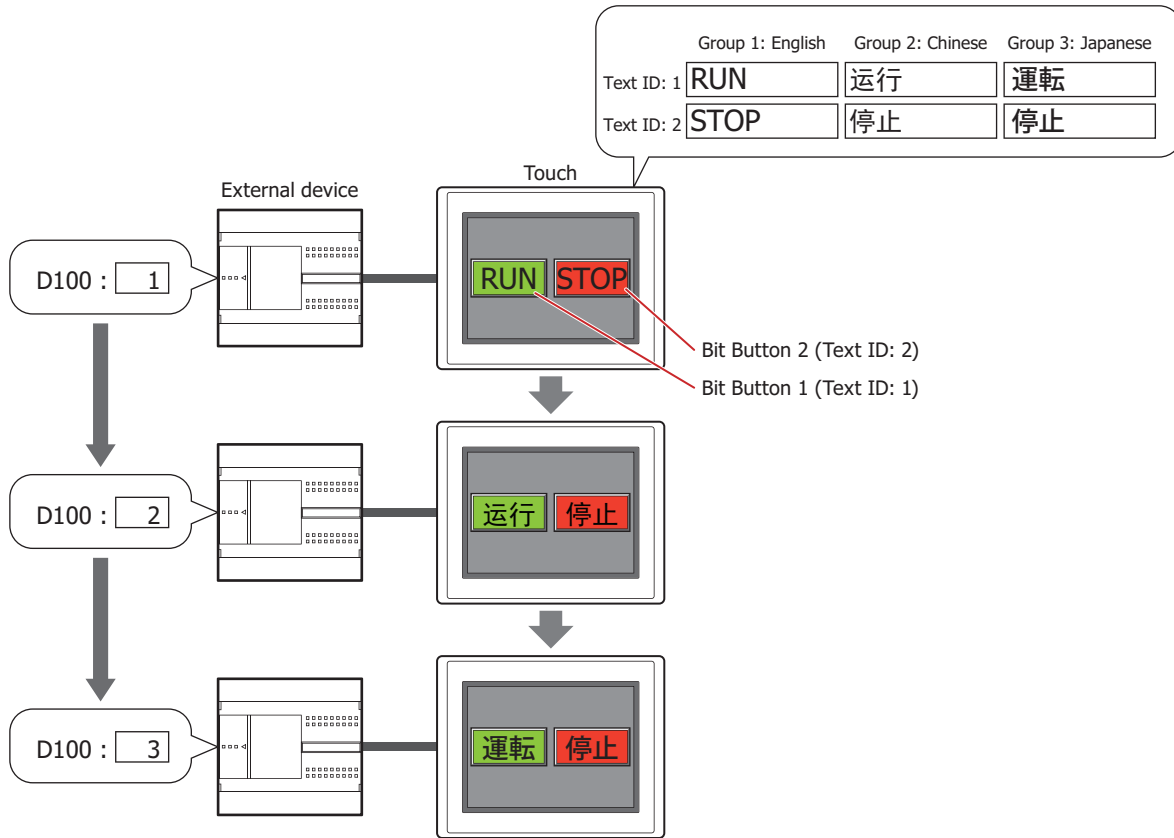 Group 1: English Group 2: Chinese Group 3: Japanese
Text ID: 1 RUN 运行 運転
Text ID: 2 STOP 停止 停止
External device
Touch
D100 : 1
RUN STOP
Bit Button 2 (Text ID: 2)
Bit Button 1 (Text ID: 1)
D100 : 2
运行 停止
D100 : 3
運転 停止